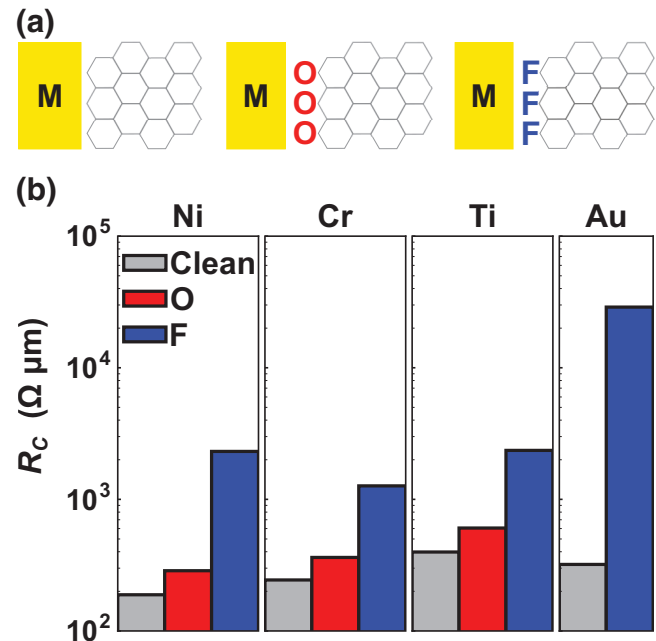 (a)
M M O O O M F F F
(b)
Ni Cr Ti Au
Clean
O
F
10^5
10^4
10^3
10^2
R_C (Ω μm)